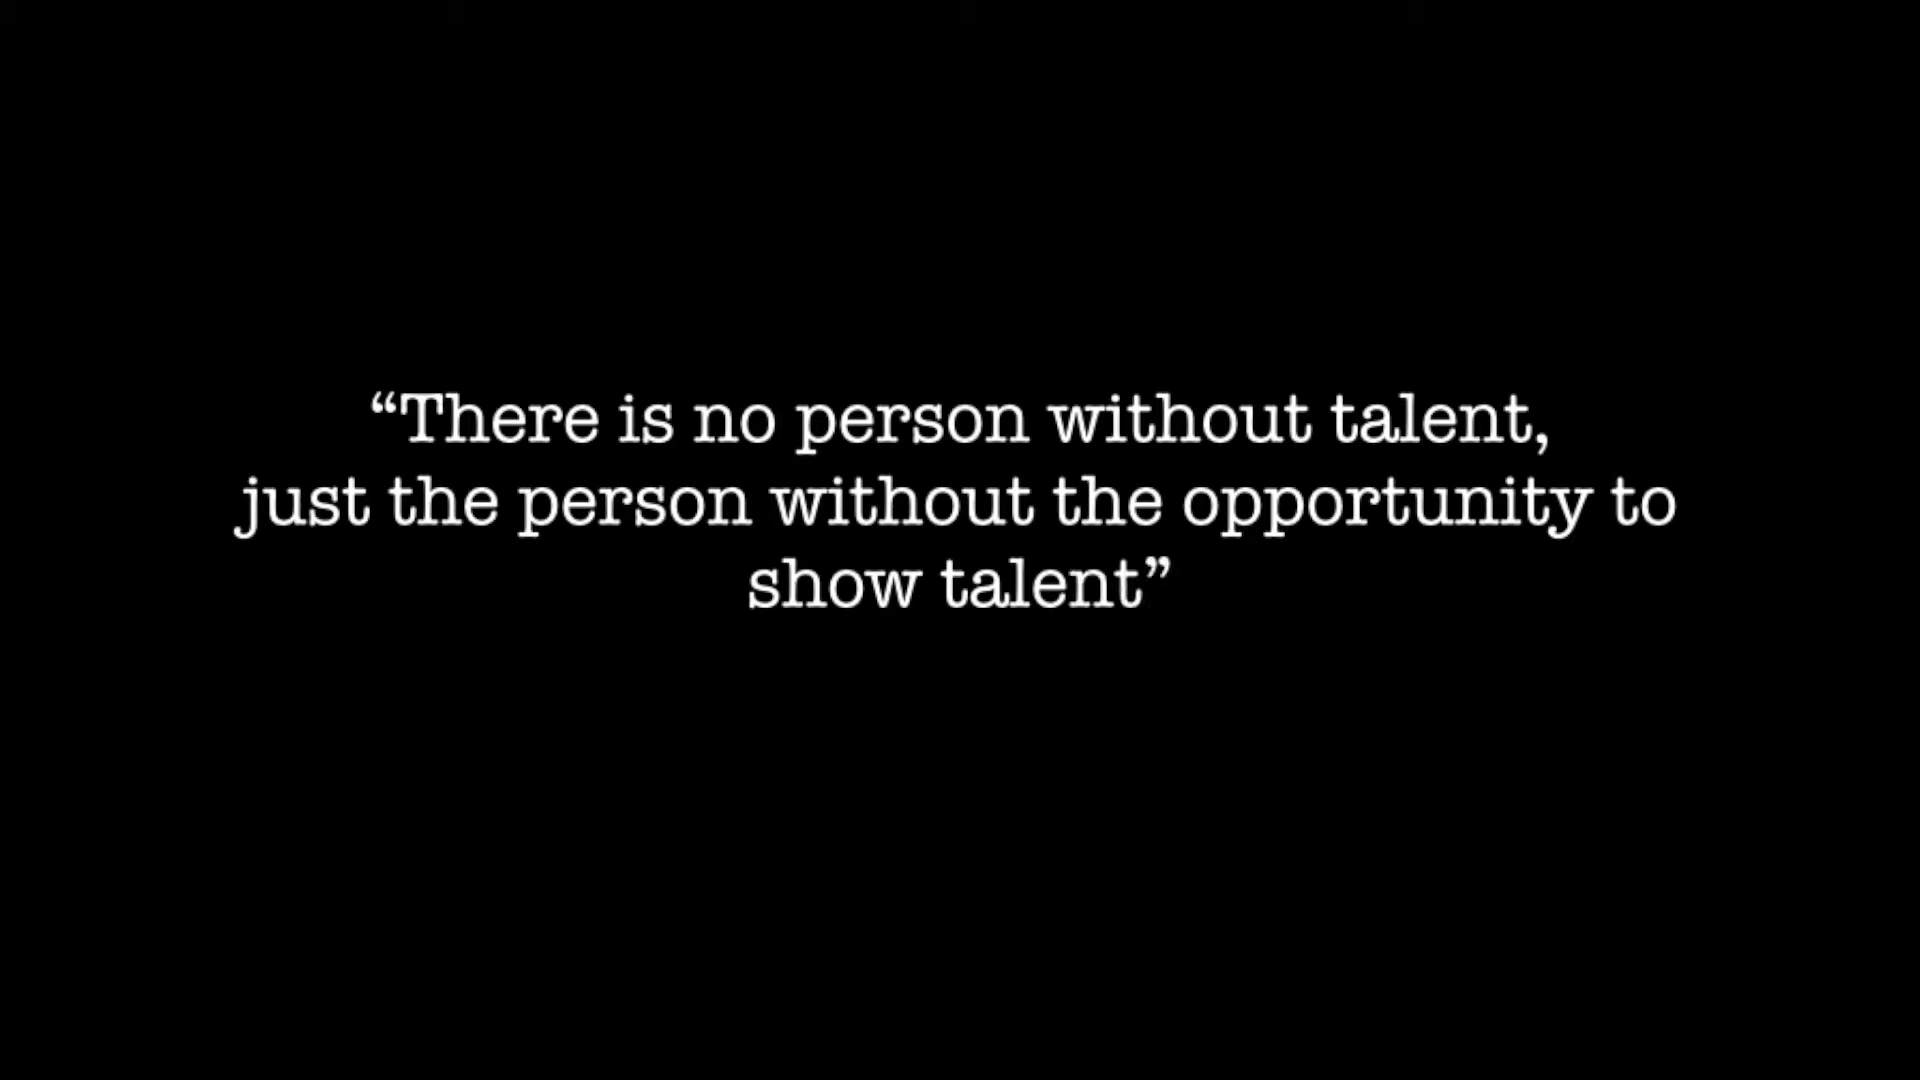 “There is no person without talent,
just the person without the opportunity to
show talent”